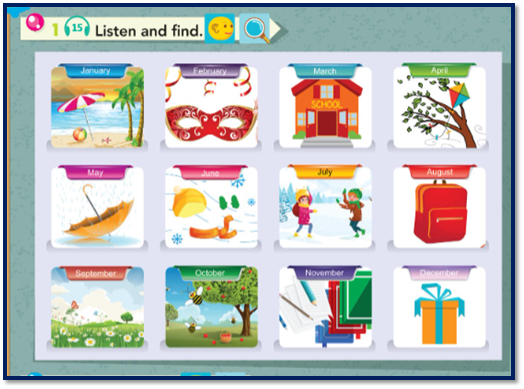 1 15 Listen and find.
January
February
March
April
SCHOOL
May
June
July
August
September
October
November
December